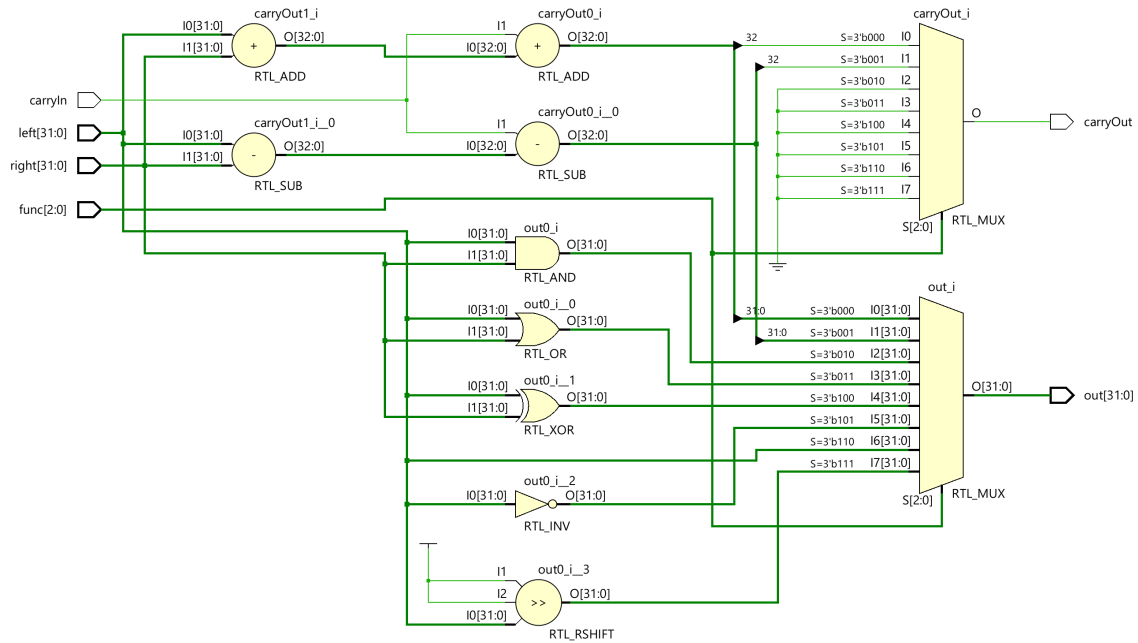 carryOut1_i
I0[31:0]
I1[31:0]
+
O[32:0]
RTL_ADD
carryOut0_i
I1
I0[32:0]
+
O[32:0]
RTL_ADD
carryOut_i
32
S=3'b000
I0
32
S=3'b001
I1
S=3'b010
I2
S=3'b011
I3
S=3'b100
I4
S=3'b101
I5
S=3'b110
I6
S=3'b111
I7
S[2:0]
O
RTL_MUX
carryOut
carryIn
left[31:0]
right[31:0]
func[2:0]
carryOut1_i__0
I0[31:0]
I1[31:0]
-
O[32:0]
RTL_SUB
carryOut0_i__0
I1
I0[32:0]
-
O[32:0]
RTL_SUB
out0_i
I0[31:0]
I1[31:0]
O[31:0]
RTL_AND
out0_i__0
I0[31:0]
I1[31:0]
O[31:0]
RTL_OR
out0_i__1
I0[31:0]
I1[31:0]
O[31:0]
RTL_XOR
out0_i__2
I0[31:0]
O[31:0]
RTL_INV
out0_i__3
I1
I2
I0[31:0]
>>
O[31:0]
RTL_RSHIFT
out_i
31:0
S=3'b000
I0[31:0]
31:0
S=3'b001
I1[31:0]
S=3'b010
I2[31:0]
S=3'b011
I3[31:0]
S=3'b100
I4[31:0]
S=3'b101
I5[31:0]
S=3'b110
I6[31:0]
S=3'b111
I7[31:0]
S[2:0]
O[31:0]
RTL_MUX
out[31:0]